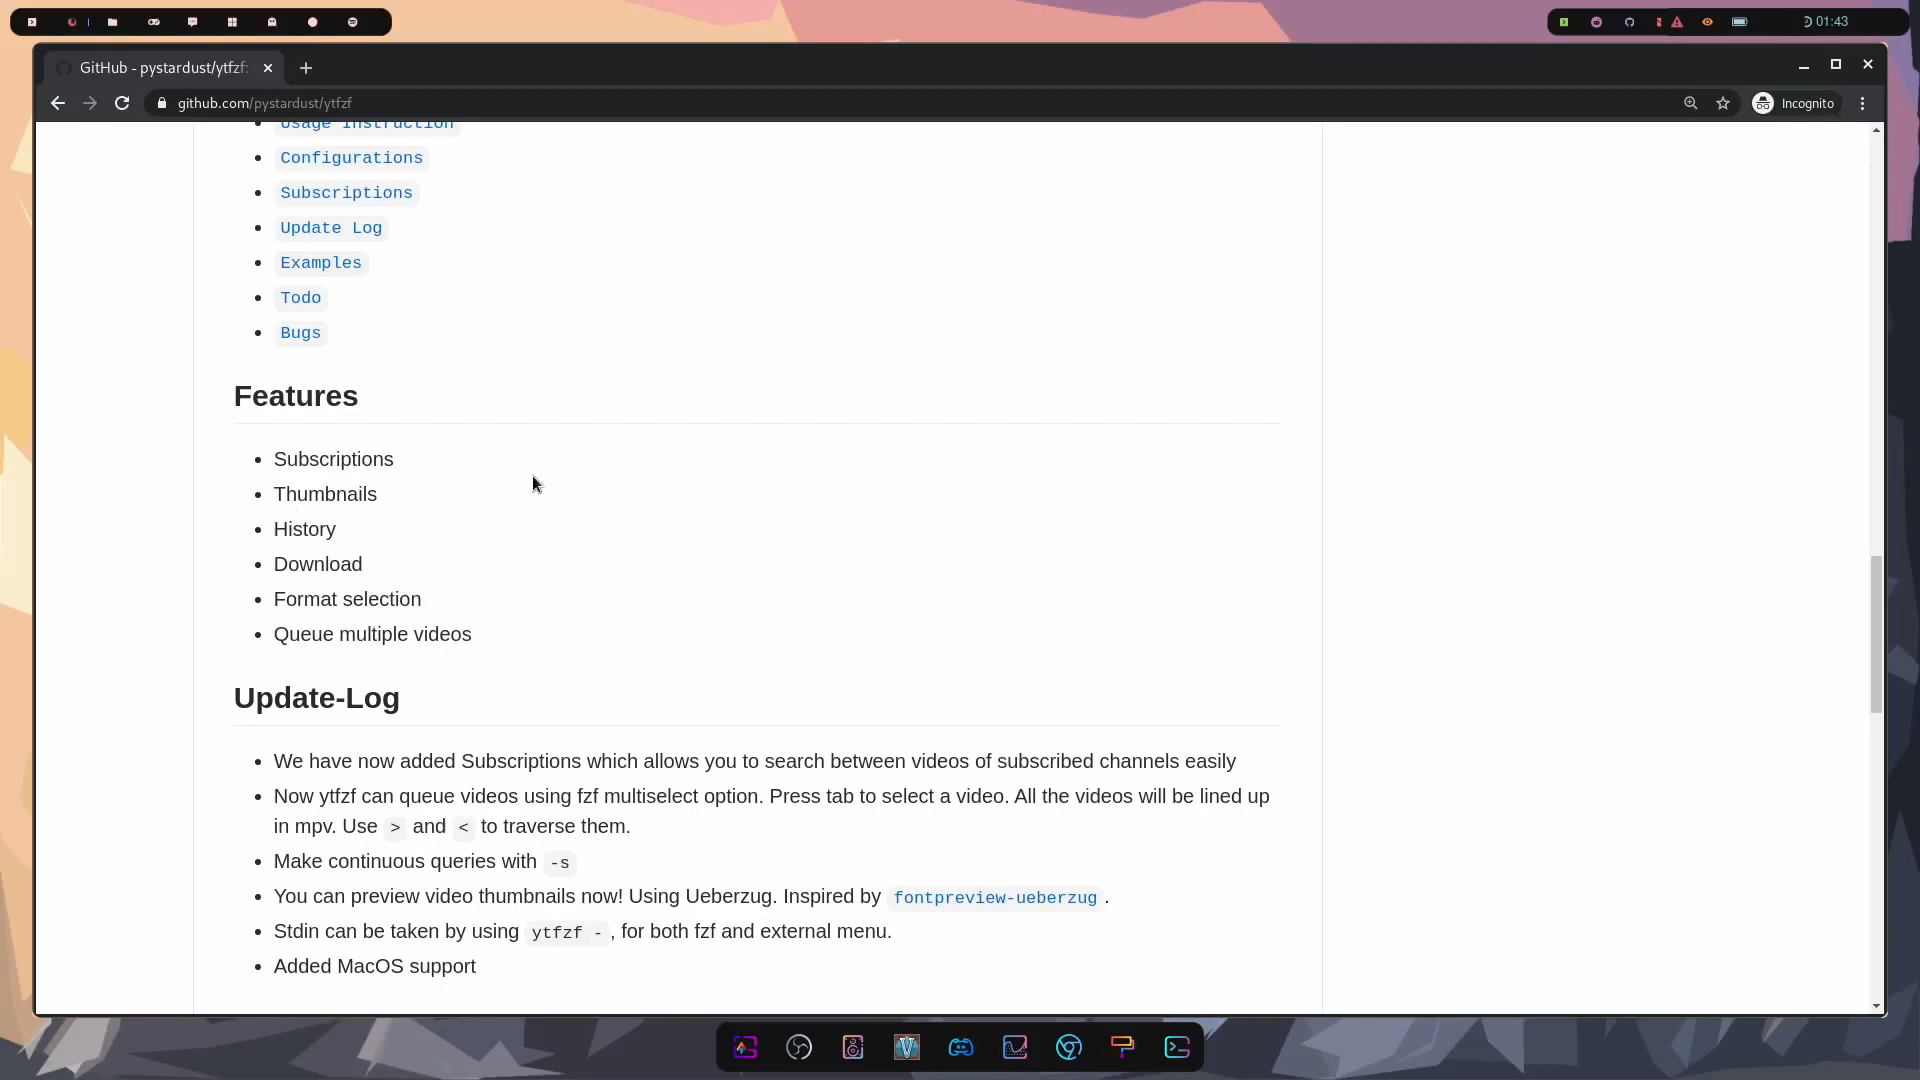 01:43
GitHub - pystardust/ytfzf:
github.com/pystardust/ytfzf
Incognito
Usage Instruction
Configurations
Subscriptions
Update Log
Examples
Todo
Bugs
Features
Subscriptions
Thumbnails
History
Download
Format selection
Queue multiple videos
Update-Log
We have now added Subscriptions which allows you to search between videos of subscribed channels easily
Now ytfzf can queue videos using fzf multiselect option. Press tab to select a video. All the videos will be lined up
in mpv. Use > and < to traverse them.
Make continuous queries with -s
You can preview video thumbnails now! Using Ueberzug. Inspired by fontpreview-ueberzug .
Stdin can be taken by using ytfzf - , for both fzf and external menu.
Added MacOS support